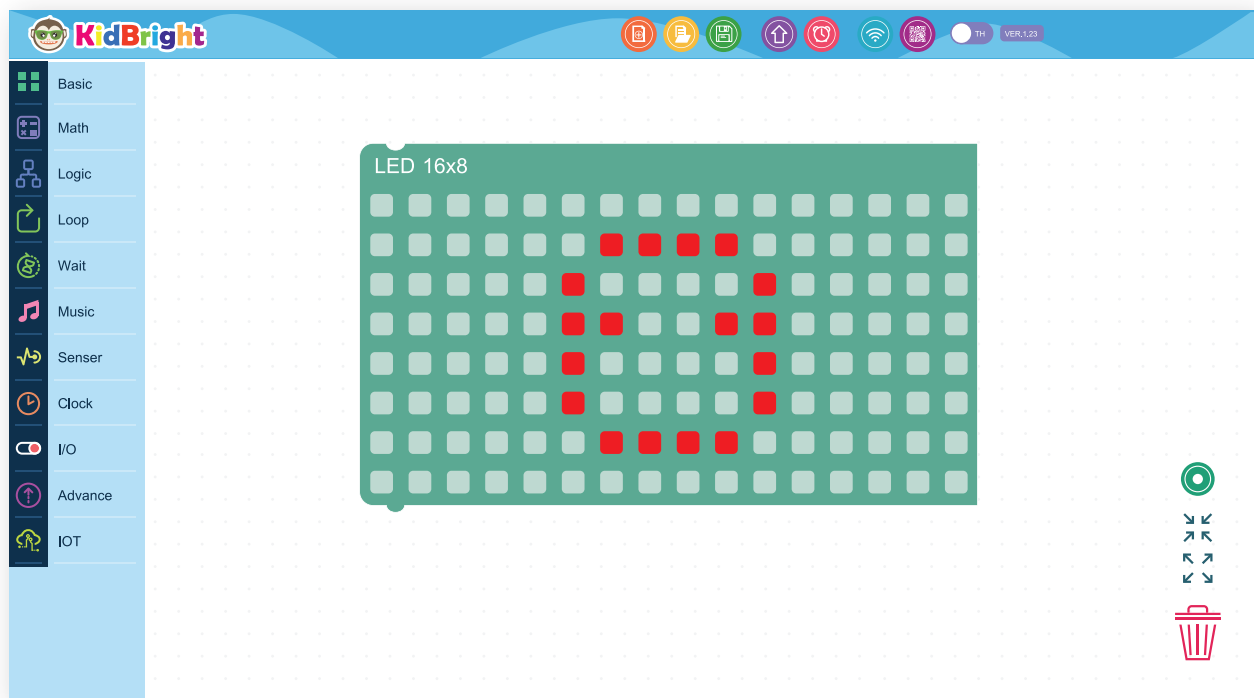 KidBright
TH
VER,1,23
Basic
Math
Logic
Loop
Wait
Music
Senser
Clock
I/O
Advance
IOT
LED 16x8